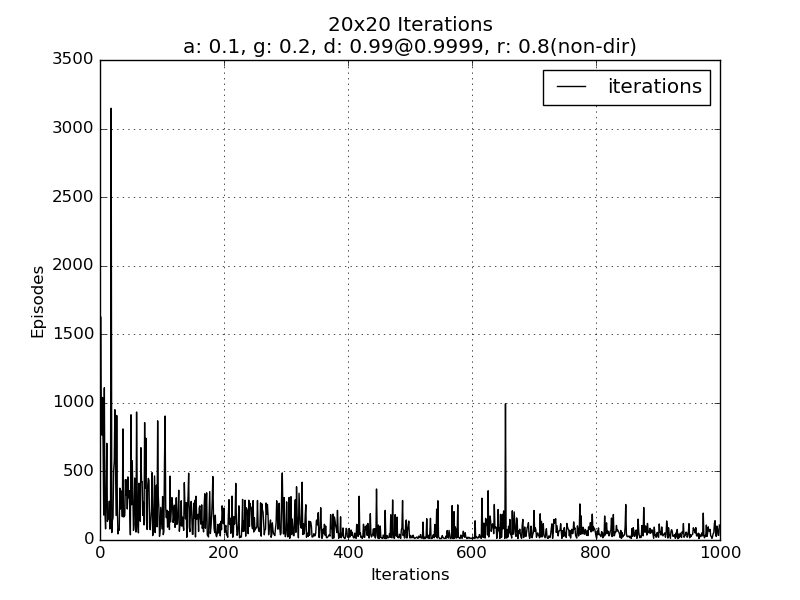 20x20 Iterations
a: 0.1, g: 0.2, d: 0.99@0.9999, r: 0.8(non-dir)
iterations
3500
3000
2500
2000
1500
1000
500
0
Episodes
0 200 400 600 800 1000
Iterations